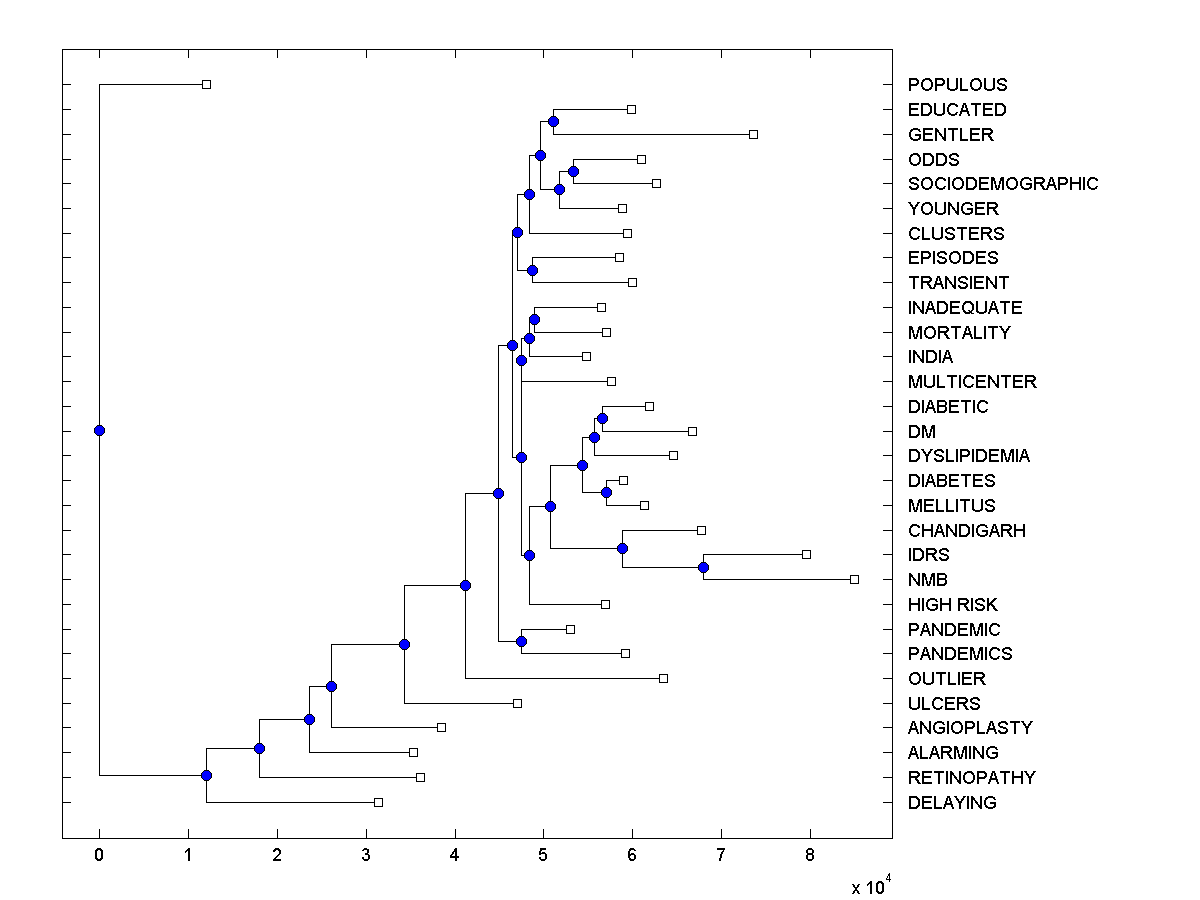 POPULOUS
EDUCATED
GENTLER
ODDS
SOCIODEMOGRAPHIC
YOUNGER
CLUSTERS
EPISODES
TRANSIENT
INADEQUATE
MORTALITY
INDIA
MULTICENTER
DIABETIC
DM
DYSLIPIDEMIA
DIABETES
MELLITUS
CHANDIGARH
IDRS
NMB
HIGH RISK
PANDEMIC
PANDEMICS
OUTLIER
ULCERS
ANGIOPLASTY
ALARMING
RETINOPATHY
DELAYING
0 1 2 3 4 5 6 7 8
x 10⁴